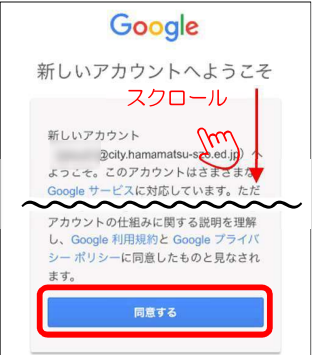 Google
新しいアカウントへようこそ
スクロール
新しいアカウント
@city.hamamatsu-szo.ed.jp）へ
ようこそ。このアカウントはさまざまな
Google サービスに対応しています。ただ
アカウントの仕組みに関する説明を理解
し、Google 利用規約と Google プライバ
シー ポリシーに同意したものと見なされ
ます。
同意する